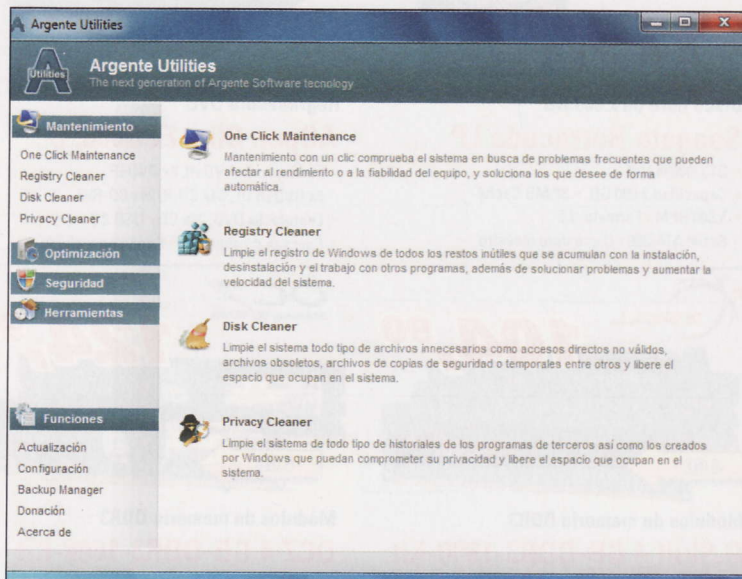 Argente Utilities
Utilities
Argente Utilities
The next generation of Argente Software tecnology
Mantenimiento
One Click Maintenance
Registry Cleaner
Disk Cleaner
Privacy Cleaner
Optimización
Seguridad
Herramientas
Funciones
Actualización
Configuración
Backup Manager
Donación
Acerca de
One Click Maintenance
Mantenimiento con un clic comprueba el sistema en busca de problemas frecuentes que pueden
afectar al rendimiento o a la fiabilidad del equipo, y soluciona los que desee de forma
automática.
Registry Cleaner
Limpie el registro de Windows de todos los restos inútiles que se acumulan con la instalación,
desinstalación y el trabajo con otros programas, además de solucionar problemas y aumentar la
velocidad del sistema.
Disk Cleaner
Limpie el sistema todo tipo de archivos innecesarios como accesos directos no válidos,
archivos obsoletos, archivos de copias de seguridad o temporales entre otros y libere el
espacio que ocupan en el sistema.
Privacy Cleaner
Limpie el sistema de todo tipo de historiales de los programas de terceros así como los creados
por Windows que puedan comprometer su privacidad y libere el espacio que ocupan en el
sistema.